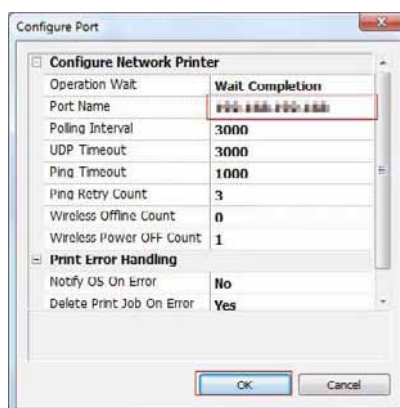 Configure Port
Configure Network Printer
Operation Wait Wait Completion
Port Name
Polling Interval 3000
UDP Timeout 3000
Ping Timeout 1000
Ping Retry Count 3
Wireless Offline Count 0
Wireless Power OFF Count 1
Print Error Handling
Notify OS On Error No
Delete Print Job On Error Yes
OK Cancel